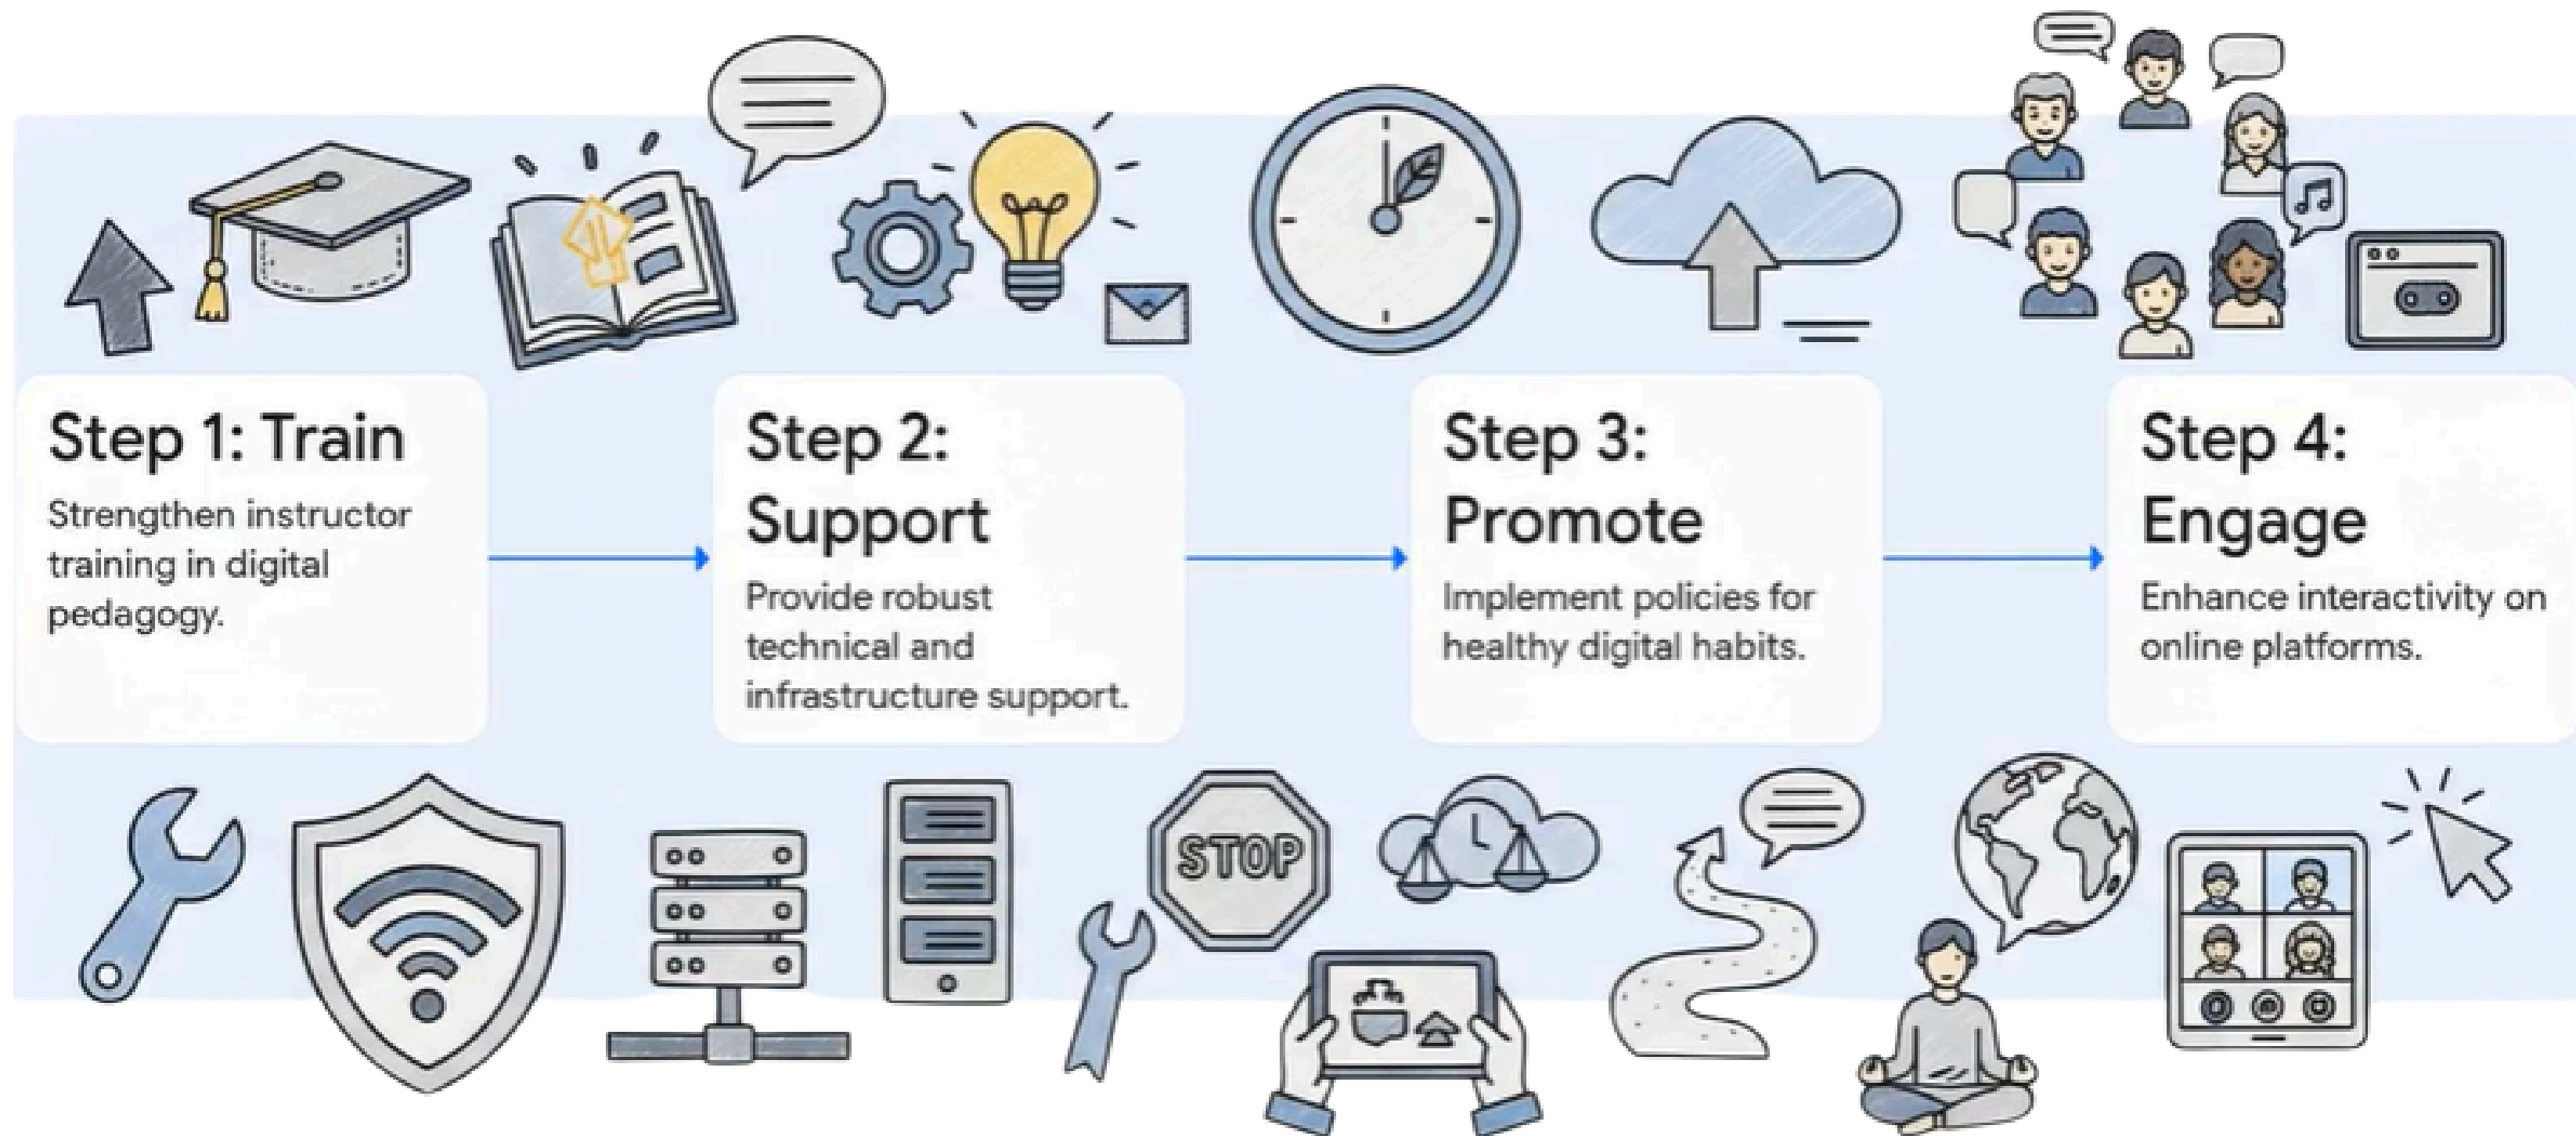 Step 1: Train
Strengthen instructor
training in digital
pedagogy.
Step 2:
Support
Provide robust
technical and
infrastructure support.
Step 3:
Promote
Implement policies for
healthy digital habits.
Step 4:
Engage
Enhance interactivity on
online platforms.
STOP